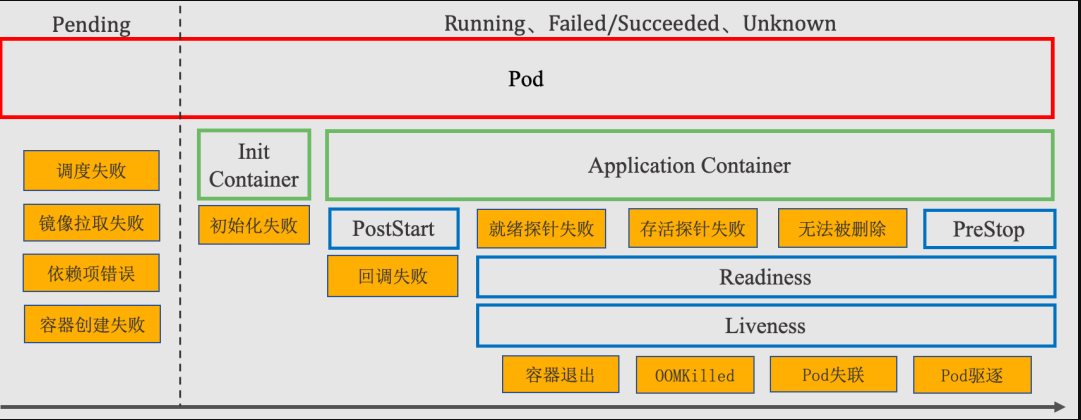 Pending
Running、Failed/Succeeded、Unknown
Pod
Init
Container
Application Container
调度失败
镜像拉取失败
依赖项错误
容器创建失败
初始化失败
PostStart
就绪探针失败
存活探针失败
无法被删除
PreStop
回调失败
Readiness
Liveness
容器退出
OOMKilled
Pod失联
Pod驱逐